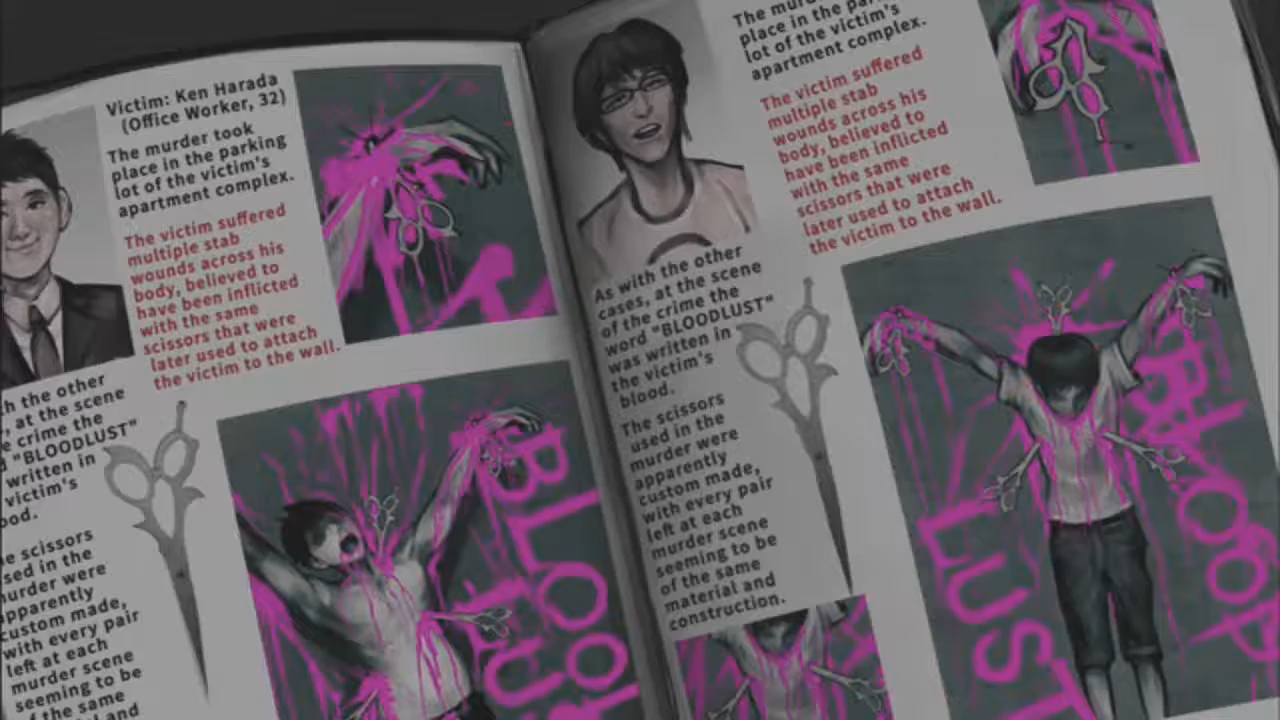 Victim: Ken Harada
(Office Worker, 32)
The murder took
place in the parking
lot of the victim's
apartment complex.
The victim suffered
multiple stab
wounds across his
body, believed to
have been inflicted
with the same
scissors that were
later used to attach
the victim to the wall.
the other
, at the scene
crime the
"BLOODLUST"
written in
victim's
scissors
in the
murder were
apparently
custom made,
with every pair
left at each
murder scene
seeming to be
of the same
and
BLOOD
LUS
The murder
place in the
lot of the victim's
apartment complex.
The victim suffered
multiple stab
wounds across his
body, believed to
have been inflicted
with the same
scissors that were
later used to attach
the victim to the wall.
As with the other
cases, at the scene
of the crime the
word "BLOODLUST"
was written in
the victim's
blood.
The scissors
used in the
murder were
apparently
custom made,
with every pair
left at each
murder scene
seeming to be
of the same
material and
construction.
BLOOD
LUST